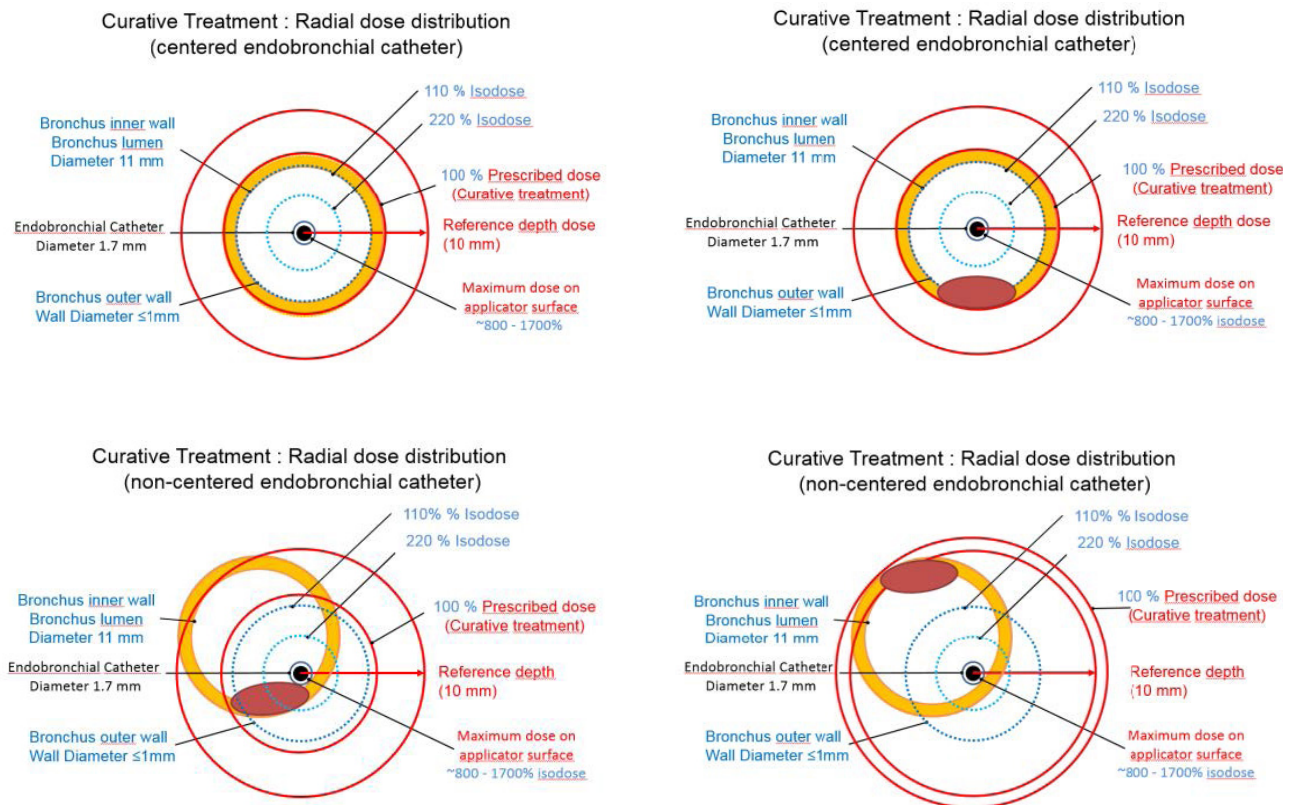 Curative Treatment : Radial dose distribution
(centered endobronchial catheter)
110 % Isodose
220 % Isodose
Bronchus inner wall
Bronchus lumen
Diameter 11 mm
100 % Prescribed dose
(Curative treatment)
Endobronchial Catheter
Diameter 1.7 mm
Reference depth dose
(10 mm)
Bronchus outer wall
Wall Diameter ≤1mm
Maximum dose on
applicator surface
~800 - 1700%
Curative Treatment : Radial dose distribution
(centered endobronchial catheter)
110 % Isodose
220 % Isodose
Bronchus inner wall
Bronchus lumen
Diameter 11 mm
100 % Prescribed dose
(Curative treatment)
Endobronchial Catheter
Diameter 1.7 mm
Reference depth dose
(10 mm)
Bronchus outer wall
Wall Diameter ≤1mm
Maximum dose on
applicator surface
~800 - 1700% isodose
Curative Treatment : Radial dose distribution
(non-centered endobronchial catheter)
110% % Isodose
220 % Isodose
Bronchus inner wall
Bronchus lumen
Diameter 11 mm
100 % Prescribed dose
(Curative treatment)
Endobronchial Catheter
Diameter 1.7 mm
Reference depth
(10 mm)
Bronchus outer wall
Wall Diameter ≤1mm
Maximum dose on
applicator surface
~800 - 1700% isodose
Curative Treatment : Radial dose distribution
(non-centered endobronchial catheter)
110% % Isodose
220 % Isodose
Bronchus inner wall
Bronchus lumen
Diameter 11 mm
100 % Prescribed dose
(Curative treatment)
Endobronchial Catheter
Diameter 1.7 mm
Reference depth
(10 mm)
Bronchus outer wall
Wall Diameter ≤1mm
Maximum dose on
applicator surface
~800 - 1700% isodose